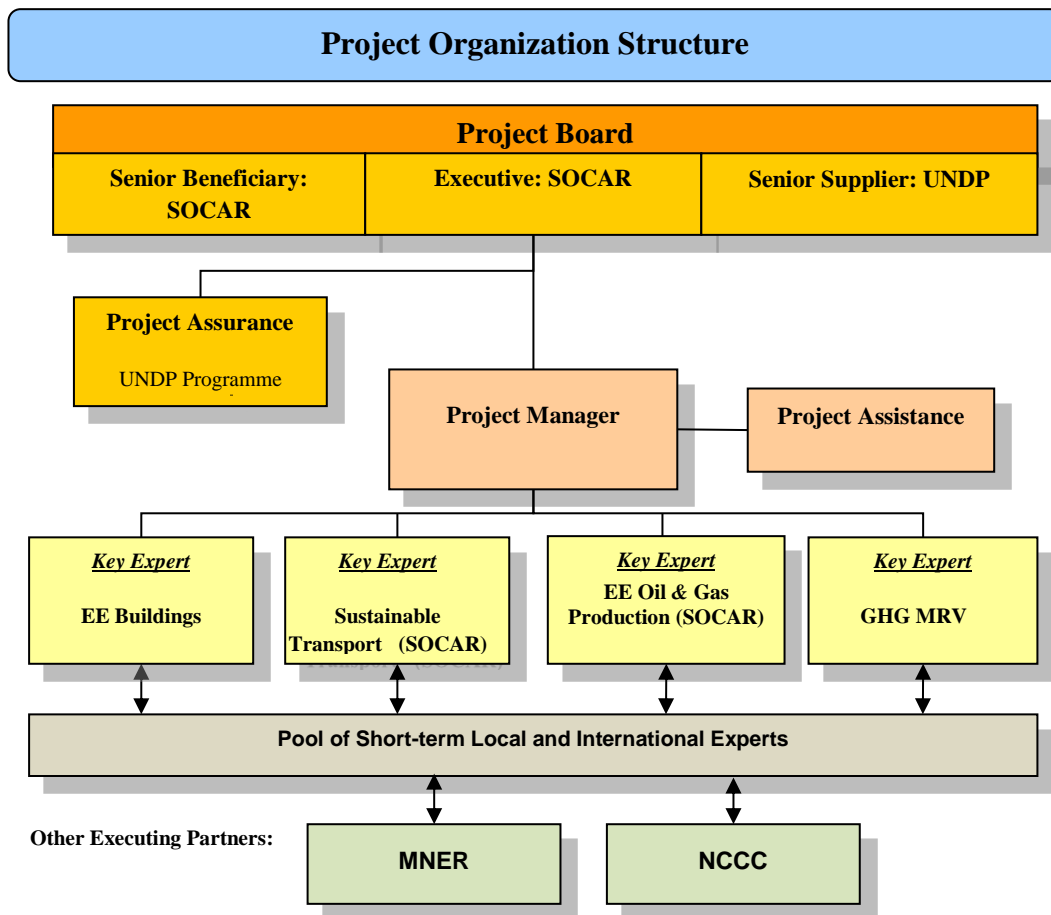 Project Organization Structure
Project Board
Senior Beneficiary:
SOCAR
Executive: SOCAR
Senior Supplier: UNDP
Project Assurance
UNDP Programme
Project Manager
Project Assistance
Key Expert
EE Buildings
Key Expert
Sustainable
Transport (SOCAR)
Key Expert
EE Oil & Gas
Production (SOCAR)
Key Expert
GHG MRV
Pool of Short-term Local and International Experts
Other Executing Partners:
MNER
NCCC